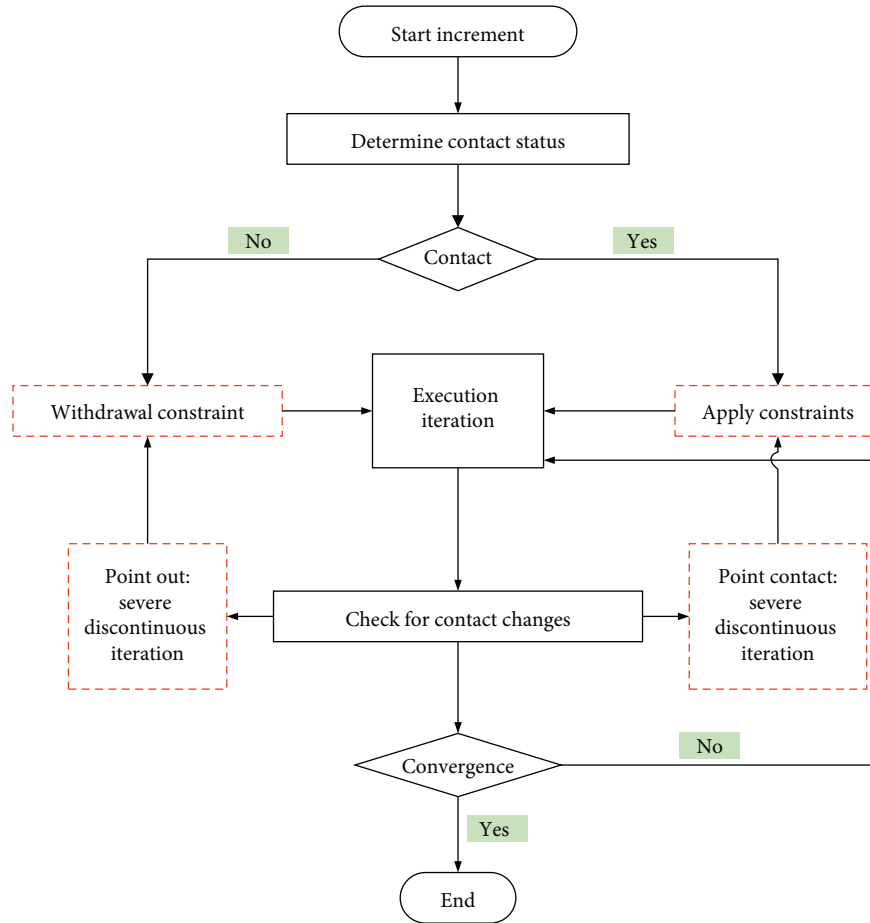 Start increment
Determine contact status
No
Yes
Contact
Withdrawal constraint
Execution
iteration
Apply constraints
Point out:
severe
discontinuous
iteration
Check for contact changes
Point contact:
severe
discontinuous
iteration
Convergence
No
Yes
End